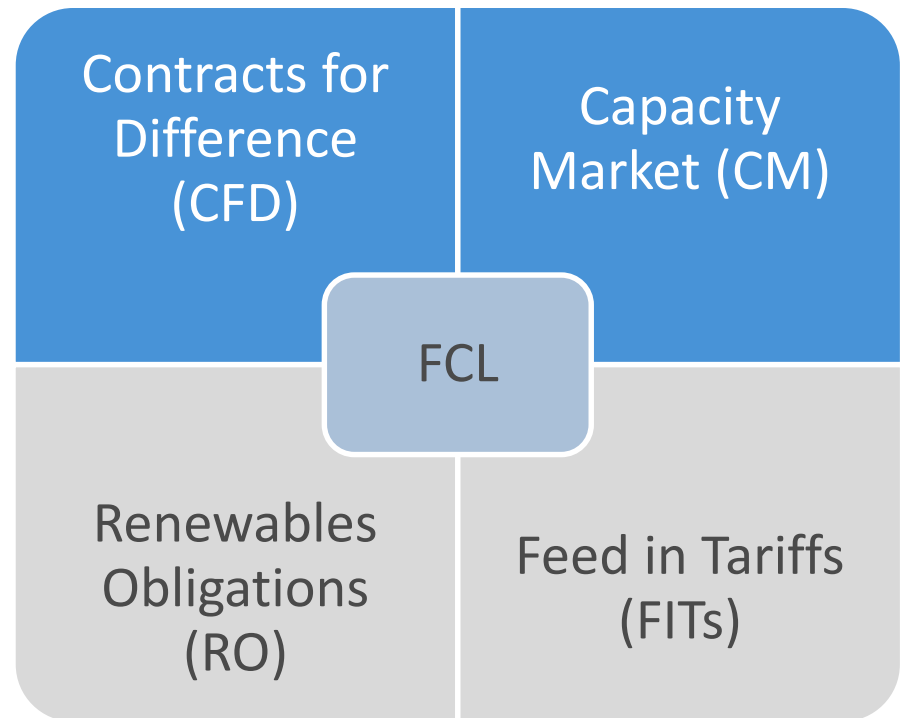 Contracts for
Difference
(CFD)
Capacity
Market (CM)
FCL
Renewables
Obligations
(RO)
Feed in Tariffs
(FITs)